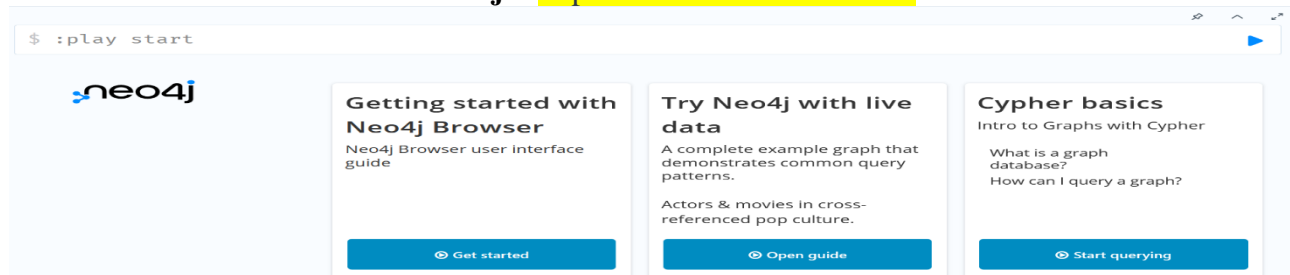 $ :play start
neo4j
Getting started with
Neo4j Browser
Neo4j Browser user interface
guide
Get started
Try Neo4j with live
data
A complete example graph that
demonstrates common query
patterns.
Actors & movies in cross-
referenced pop culture.
Open guide
Cypher basics
Intro to Graphs with Cypher
What is a graph
database?
How can I query a graph?
Start querying